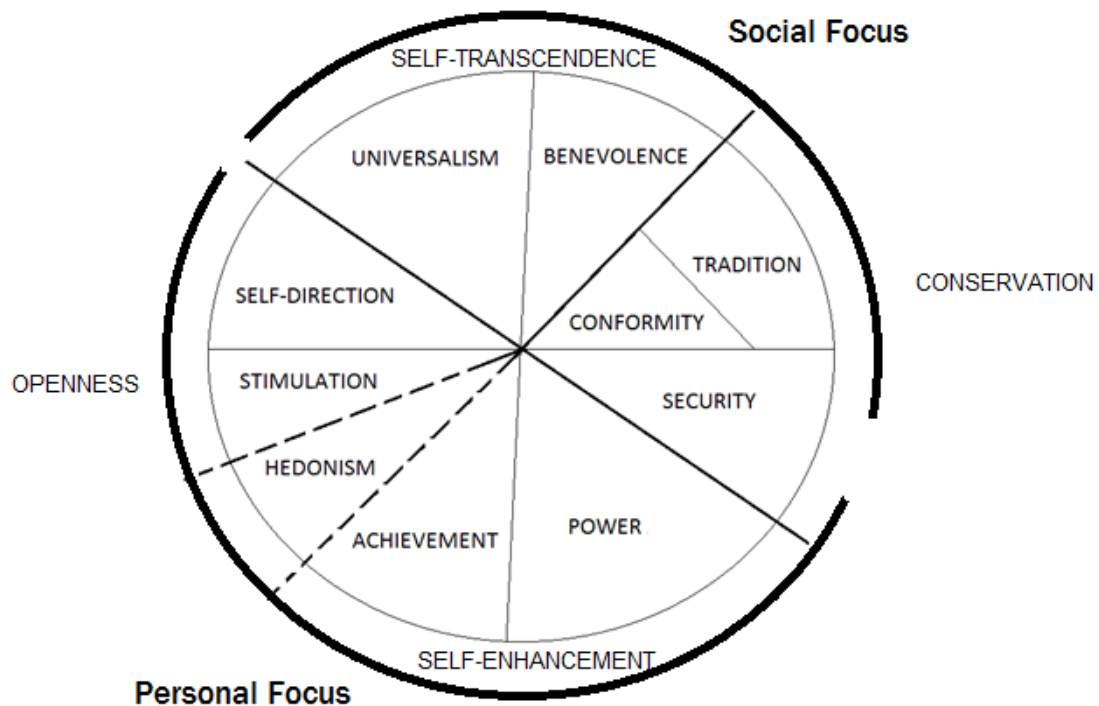 Social Focus
SELF-TRANSCENDENCE
UNIVERSALISM
BENEVOLENCE
TRADITION
CONSERVATION
SELF-DIRECTION
CONFORMITY
OPENNESS
STIMULATION
SECURITY
HEDONISM
ACHIEVEMENT
POWER
SELF-ENHANCEMENT
Personal Focus